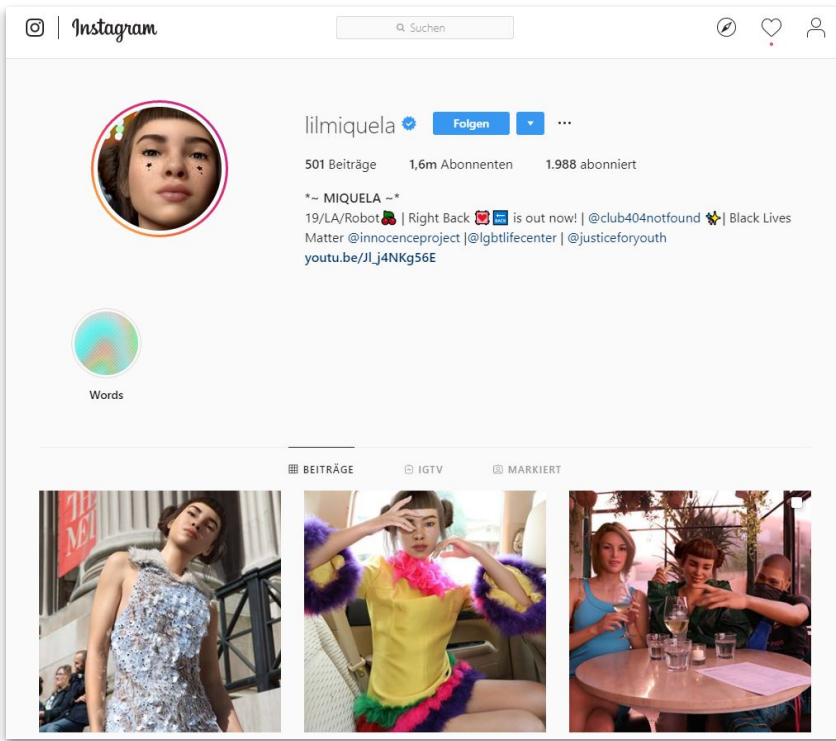 Instagram
Suchen
lilmiquela Folgen
501 Beiträge 1,6m Abonnenten 1.988 abonniert
*~ MIQUELA ~*
19/LA/Robot🍒 | Right Back 💟🔙 is out now! | @club404notfound ✨ | Black Lives
Matter @innocenceproject |@lgbtlifecenter | @justiceforyouth
youtu.be/Jl_j4NKg56E
Words
BEITRÄGE IGTV MARKIERT
THE
MET